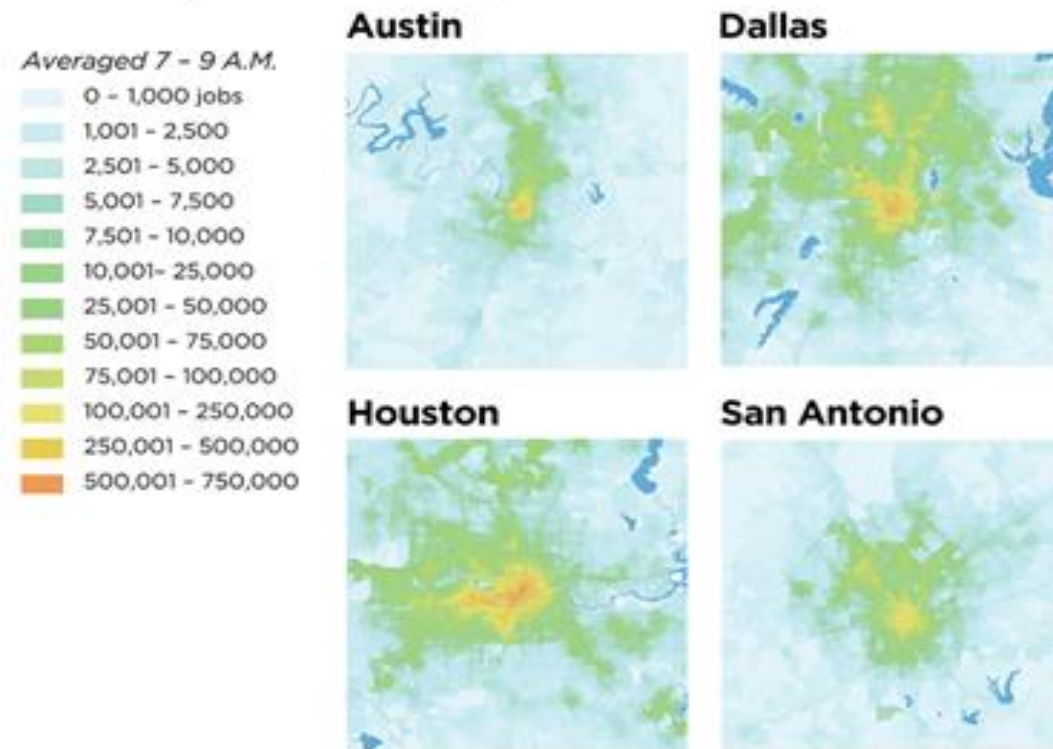 Austin
Dallas
Averaged 7 – 9 A.M.
0 – 1,000 jobs
1,001 – 2,500
2,501 – 5,000
5,001 – 7,500
7,501 – 10,000
10,001– 25,000
25,001 – 50,000
50,001 – 75,000
75,001 – 100,000
100,001 – 250,000
250,001 – 500,000
500,001 – 750,000
Houston
San Antonio